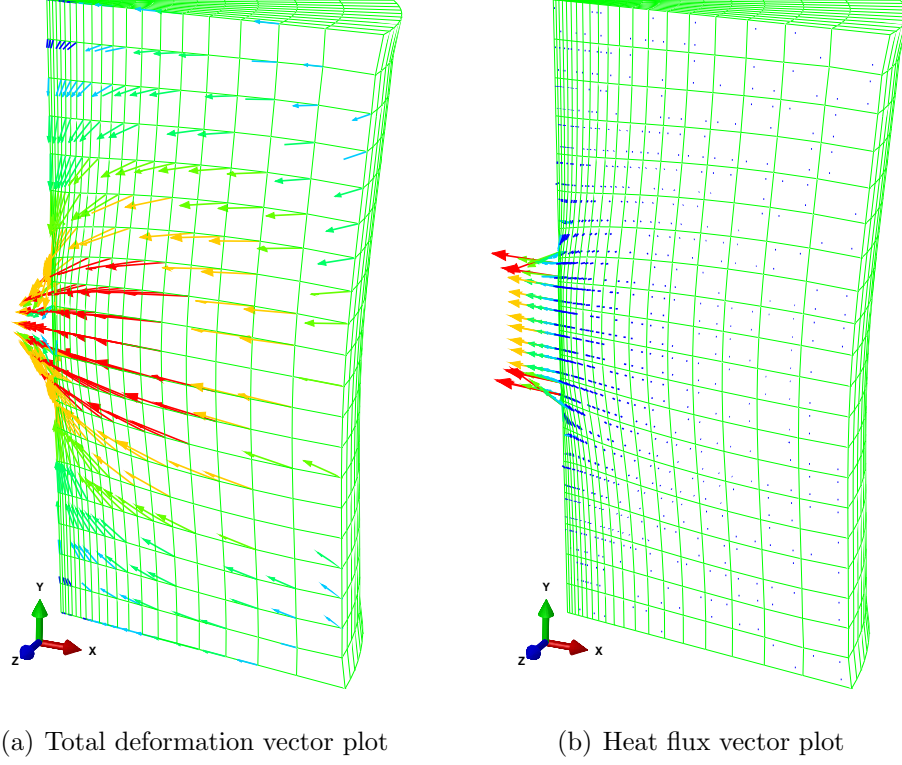 Y
X
Z
Y
X
Z
(a) Total deformation vector plot
(b) Heat flux vector plot